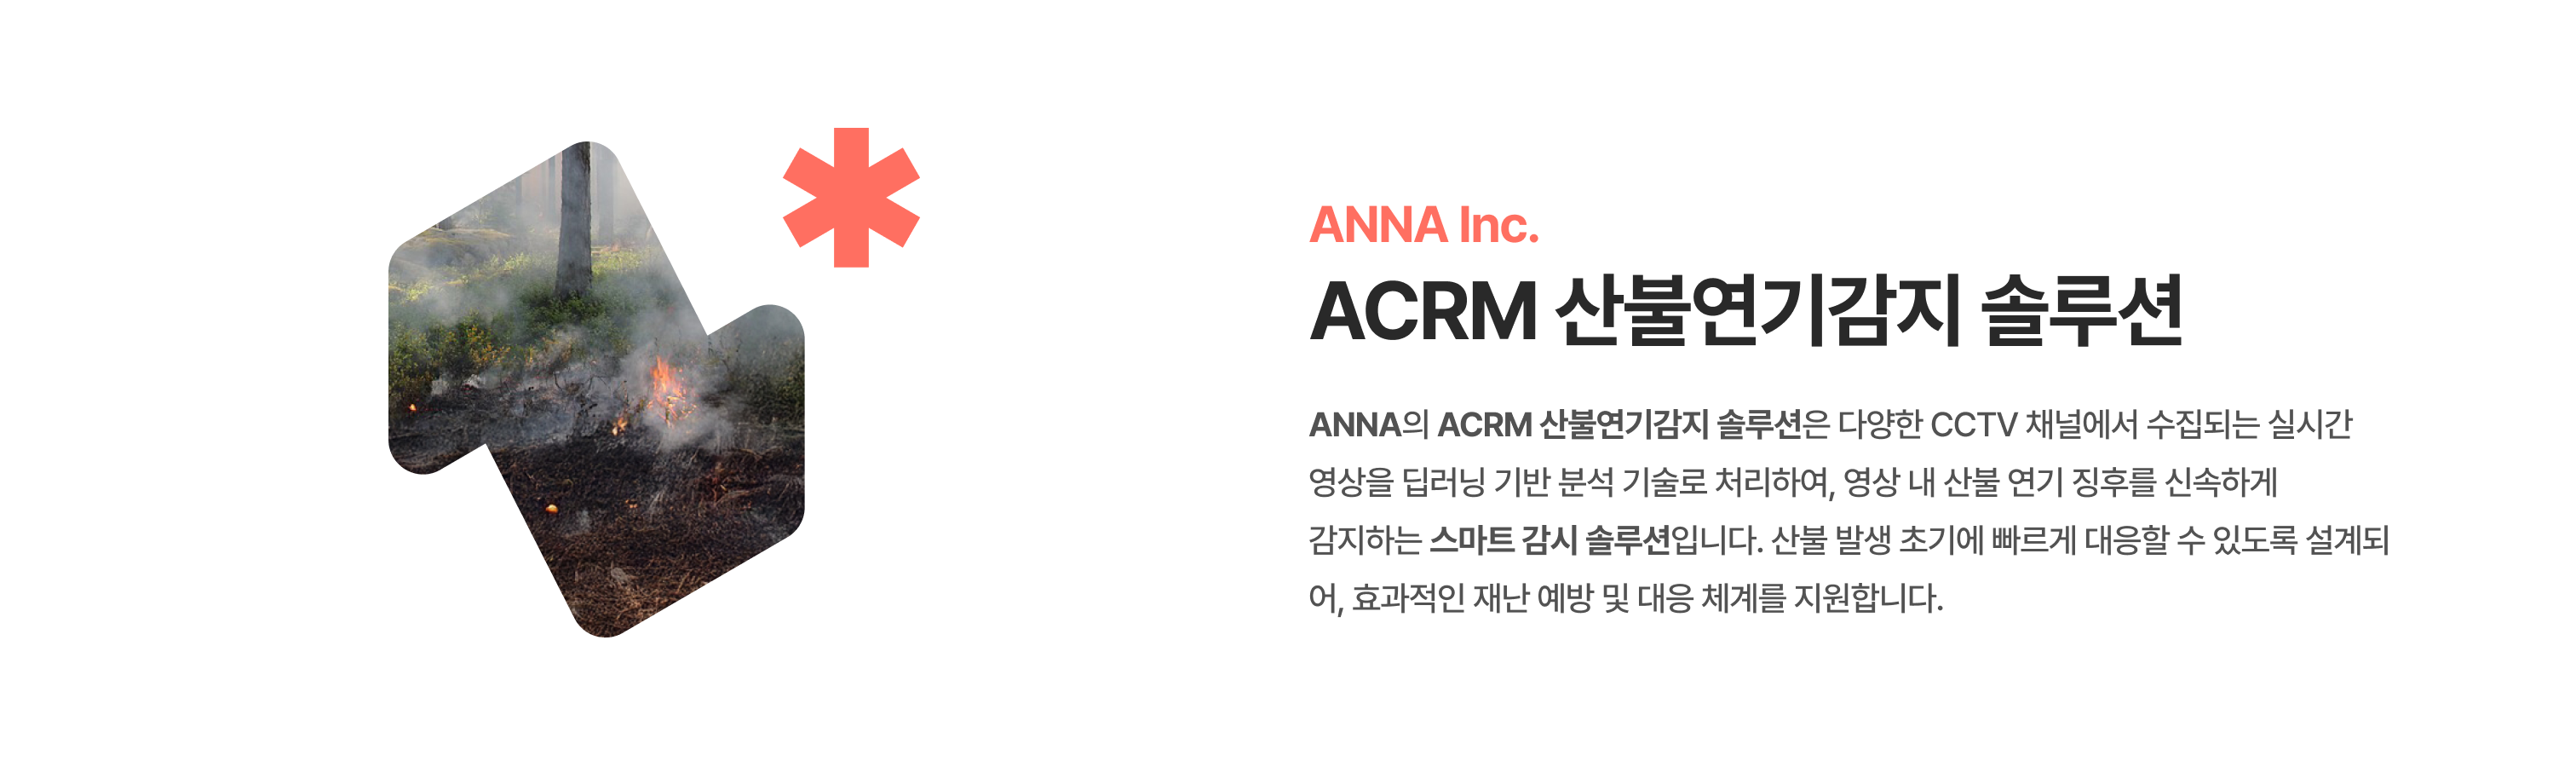 ANNA Inc.
ACRM 산불연기감지 솔루션
ANNA의 ACRM 산불연기감지 솔루션은 다양한 CCTV 채널에서 수집되는 실시간
영상을 딥러닝 기반 분석 기술로 처리하여, 영상 내 산불 연기 징후를 신속하게
감지하는 스마트 감시 솔루션입니다. 산불 발생 초기에 빠르게 대응할 수 있도록 설계되
어, 효과적인 재난 예방 및 대응 체계를 지원합니다.